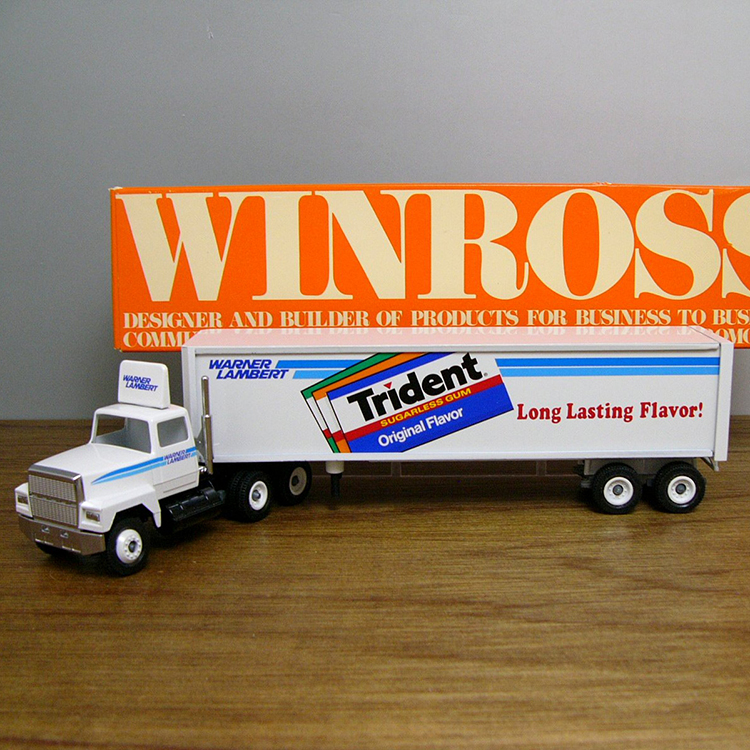 WINROSS
DESIGNER AND BUILDER OF PRODUCTS FOR BUSINESS TO BUS
WARNER
LAMBERT
WARNER
LAMBERT
Trident
SUGARLESS GUM
Original Flavor
Long Lasting Flavor!
WARNER
LAMBERT